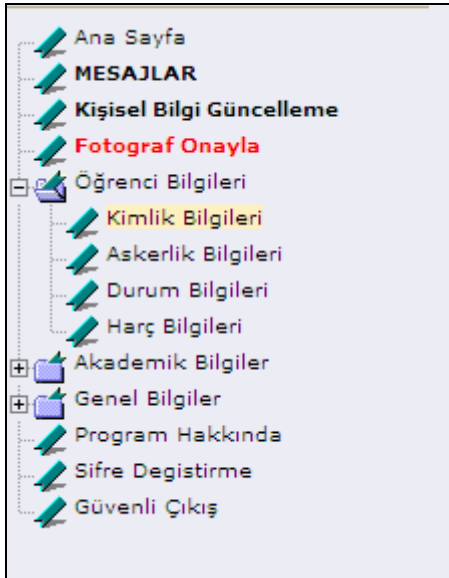 Ana Sayfa
MESAJLAR
Kişisel Bilgi Güncelleme
Fotograf Onayla
Öğrenci Bilgileri
Kimlik Bilgileri
Askerlik Bilgileri
Durum Bilgileri
Harç Bilgileri
Akademik Bilgiler
Genel Bilgiler
Program Hakkında
Sifre Degistirme
Güvenli Çıkış